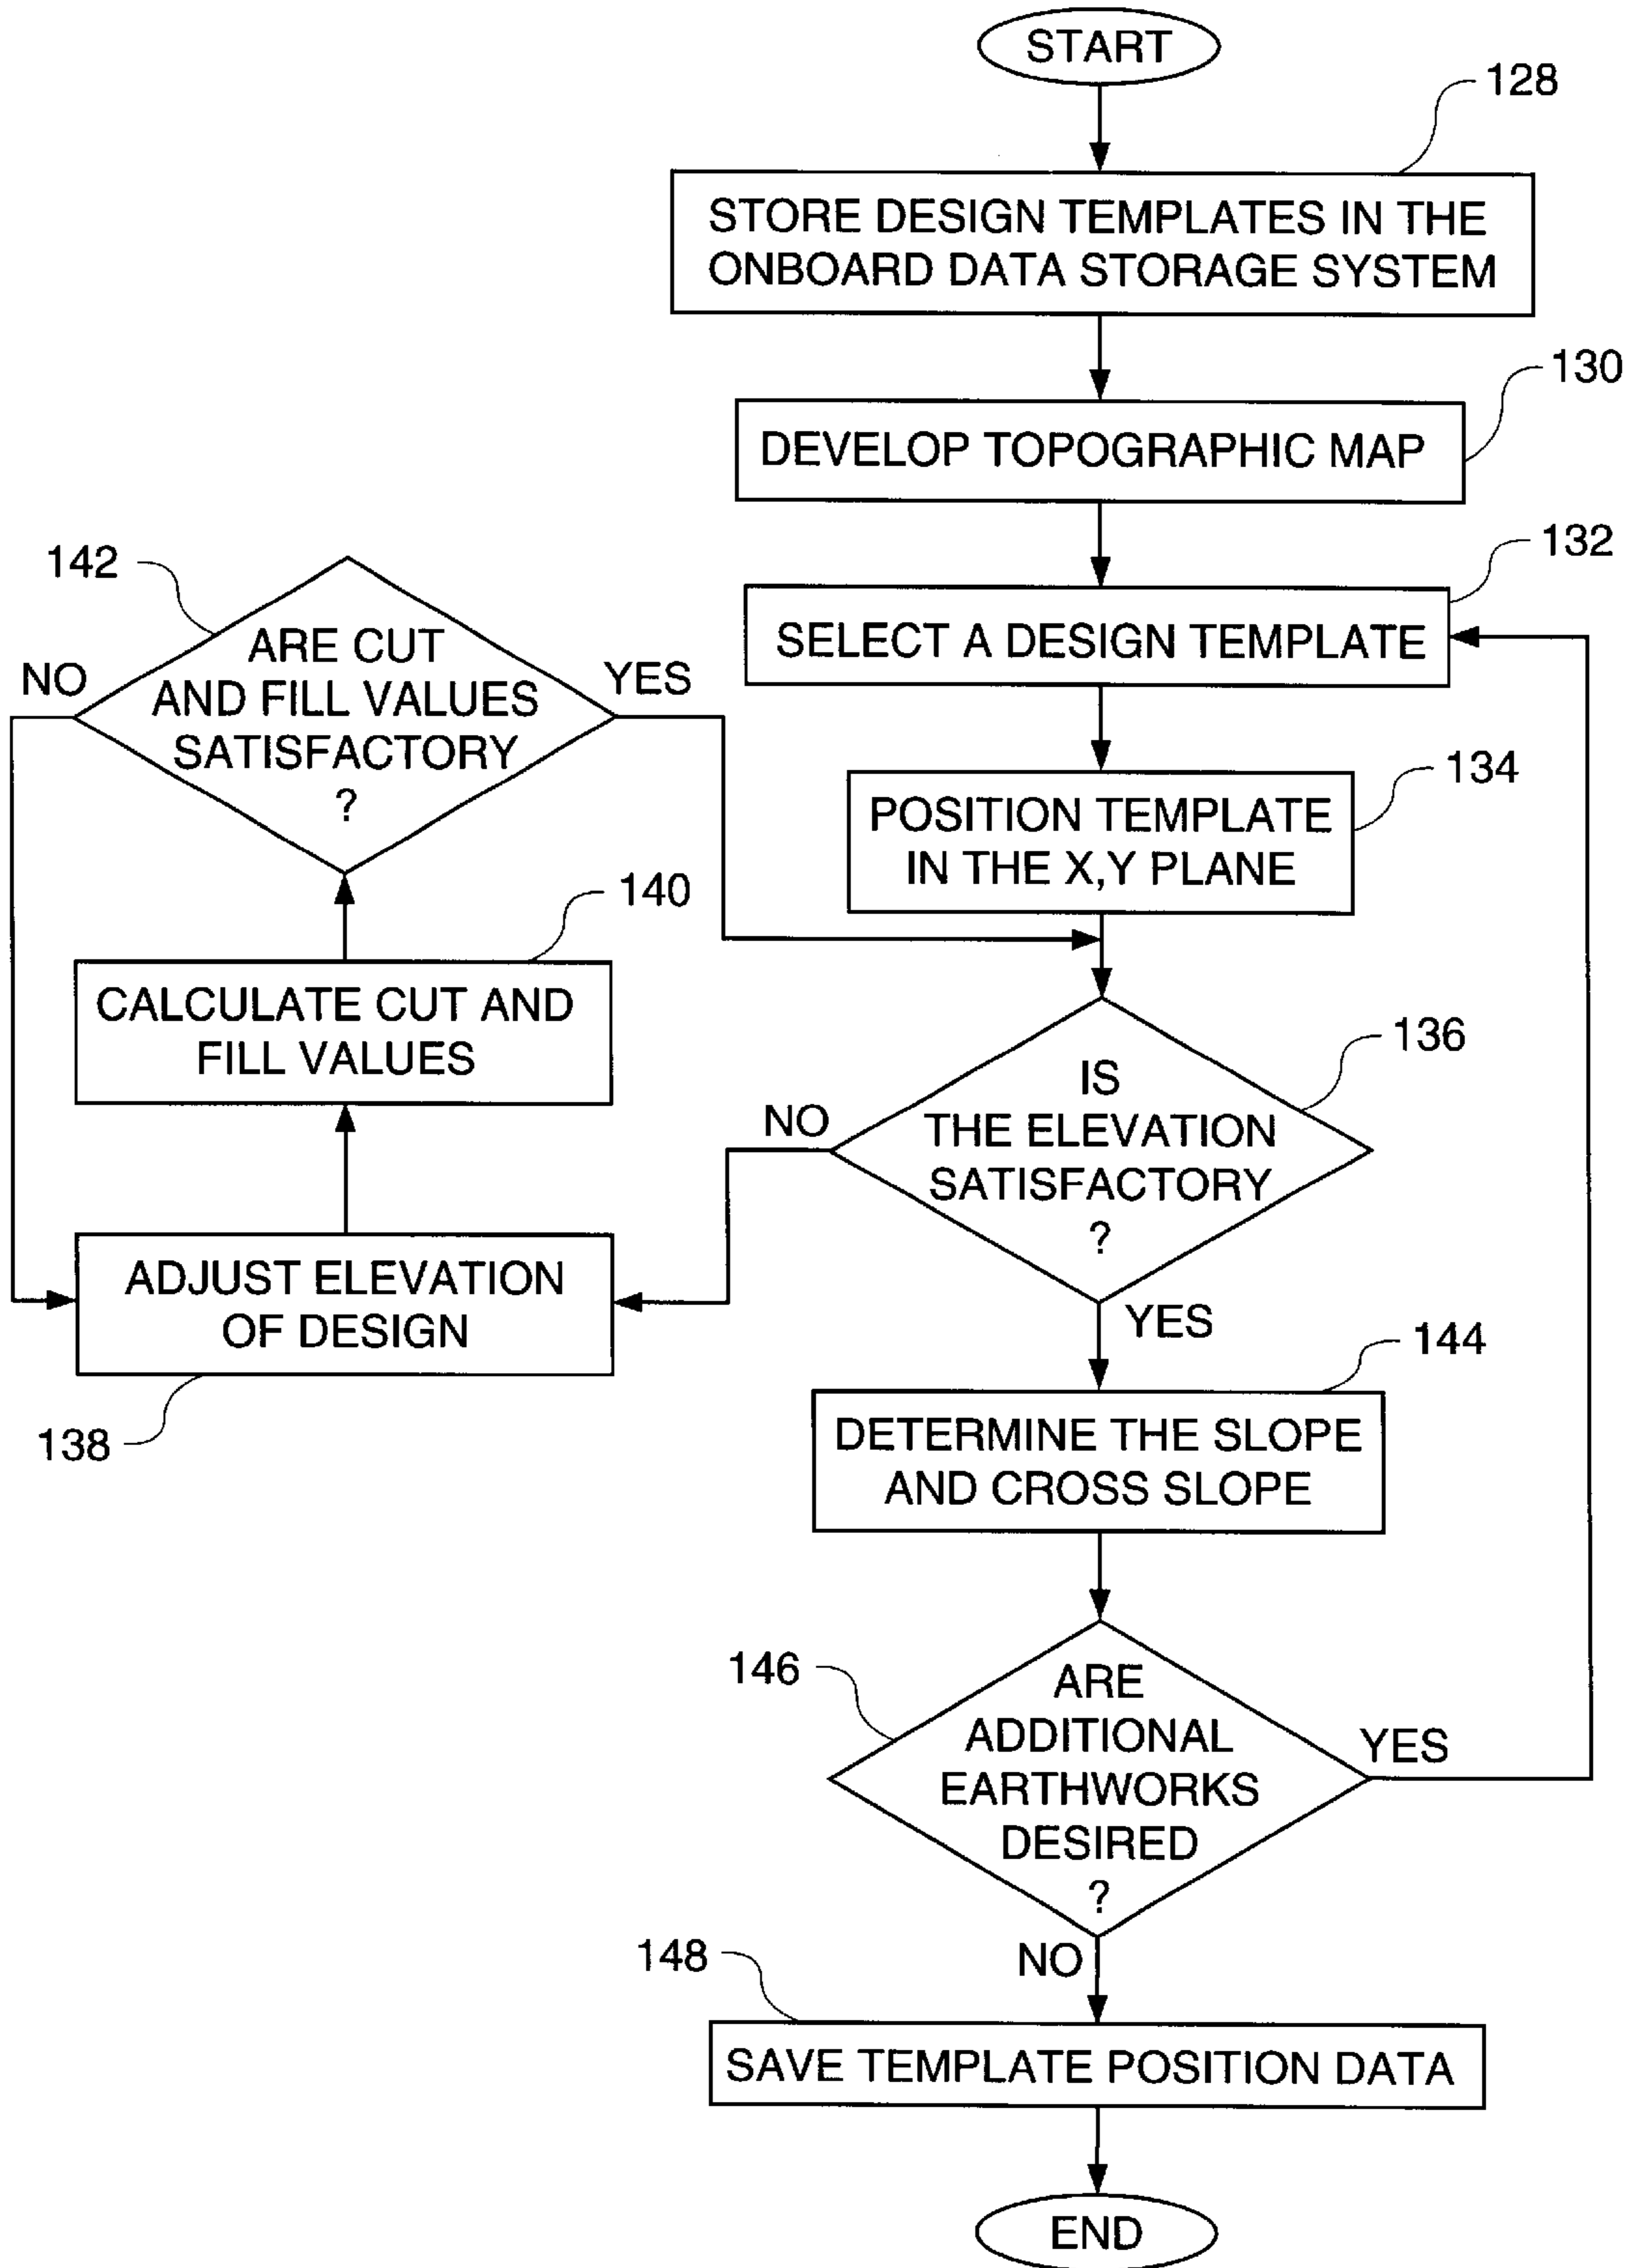 START
128
STORE DESIGN TEMPLATES IN THE
ONBOARD DATA STORAGE SYSTEM
130
DEVELOP TOPOGRAPHIC MAP
132
SELECT A DESIGN TEMPLATE
134
POSITION TEMPLATE
IN THE X,Y PLANE
136
IS
THE ELEVATION
SATISFACTORY
?
NO
YES
138
ADJUST ELEVATION
OF DESIGN
140
CALCULATE CUT AND
FILL VALUES
142
ARE CUT
AND FILL VALUES
SATISFACTORY
?
NO
YES
144
DETERMINE THE SLOPE
AND CROSS SLOPE
146
ARE
ADDITIONAL
EARTHWORKS
DESIRED
?
YES
NO
148
SAVE TEMPLATE POSITION DATA
END